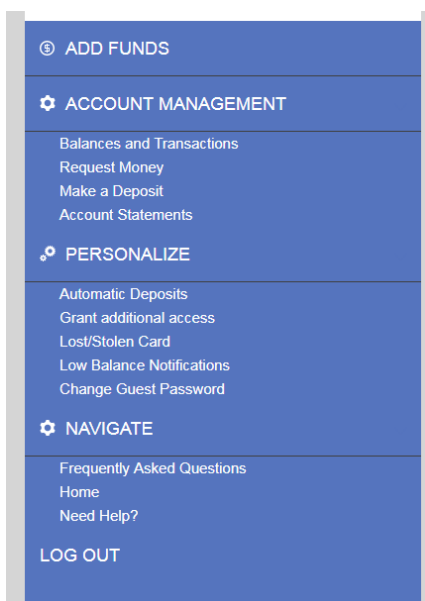 ADD FUNDS
ACCOUNT MANAGEMENT
Balances and Transactions
Request Money
Make a Deposit
Account Statements
PERSONALIZE
Automatic Deposits
Grant additional access
Lost/Stolen Card
Low Balance Notifications
Change Guest Password
NAVIGATE
Frequently Asked Questions
Home
Need Help?
LOG OUT